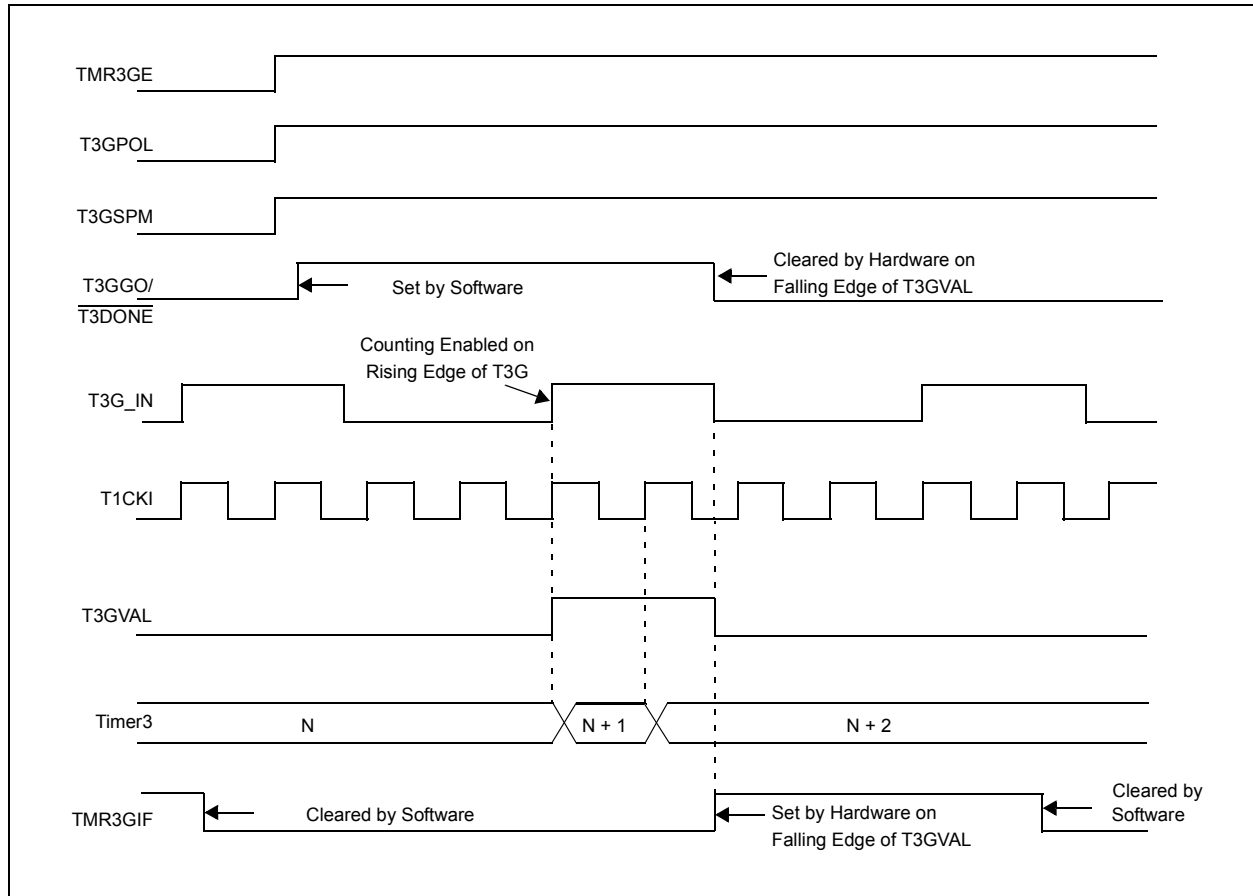 TMR3GE
T3GPOL
T3GSPM
T3GGO/
T3DONE
Set by Software
Cleared by Hardware on
Falling Edge of T3GVAL
Counting Enabled on
Rising Edge of T3G
T3G_IN
T1CKI
T3GVAL
Timer3
N
N + 1
N + 2
TMR3GIF
Cleared by Software
Set by Hardware on
Falling Edge of T3GVAL
Cleared by
Software